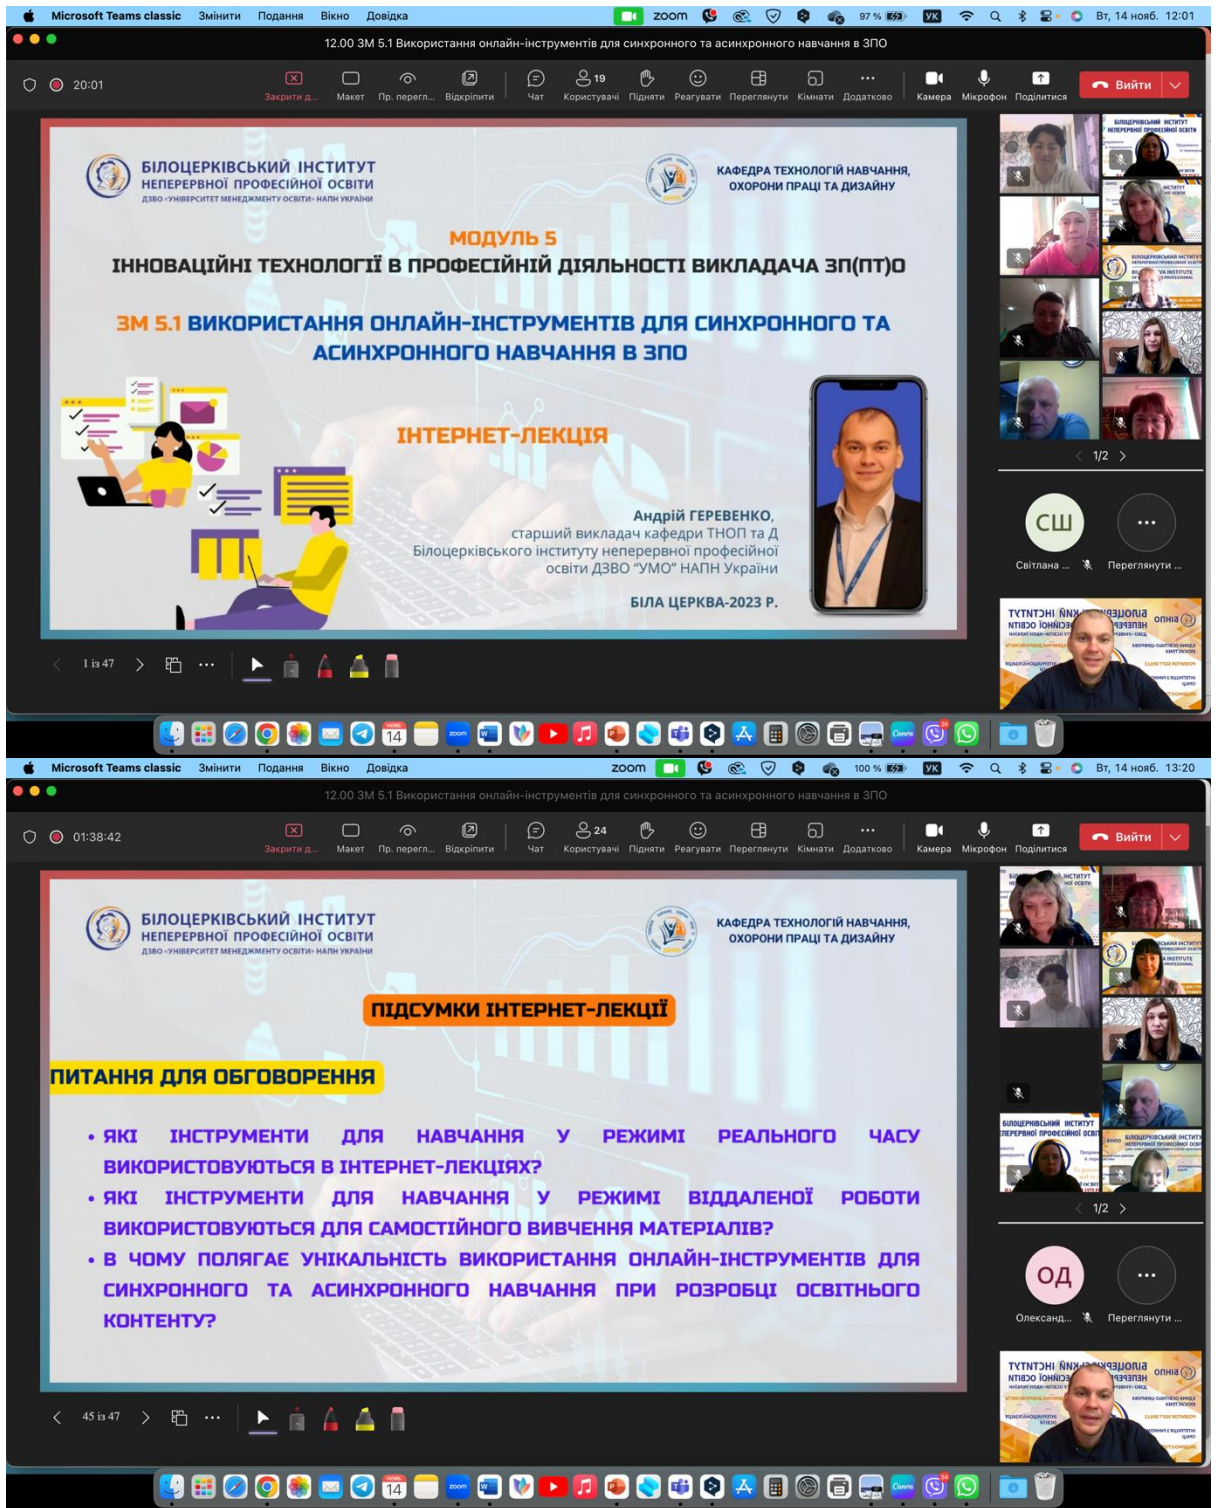 Microsoft Teams classic Змінити Подання Вікно Довідка zoom 97 % УК Вт, 14 нояб. 12:01
12.00 ЗМ 5.1 Використання онлайн-інструментів для синхронного та асинхронного навчання в ЗПО
20:01 Закрити д... Макет Пр. перегл... Відкріпити Чат 19 Користувачі Підняти Реагувати Переглянути Кімнати Додатково Камера Мікрофон Поділитися Вийти
БІЛОЦЕРКІВСЬКИЙ ІНСТИТУТ
НЕПЕРЕРВНОЇ ПРОФЕСІЙНОЇ ОСВІТИ
ДЗВО «УНІВЕРСИТЕТ МЕНЕДЖМЕНТУ ОСВІТИ» НАПН УКРАЇНИ
КАФЕДРА ТЕХНОЛОГІЙ НАВЧАННЯ,
ОХОРОНИ ПРАЦІ ТА ДИЗАЙНУ
МОДУЛЬ 5
ІННОВАЦІЙНІ ТЕХНОЛОГІЇ В ПРОФЕСІЙНІЙ ДІЯЛЬНОСТІ ВИКЛАДАЧА ЗП(ПТ)О
ЗМ 5.1 ВИКОРИСТАННЯ ОНЛАЙН-ІНСТРУМЕНТІВ ДЛЯ СИНХРОННОГО ТА
АСИНХРОННОГО НАВЧАННЯ В ЗПО
ІНТЕРНЕТ-ЛЕКЦІЯ
Андрій ГЕРЕВЕНКО,
старший викладач кафедри ТНОП та Д
Білоцерківського інституту неперервної професійної
освіти ДЗВО “УМО” НАПН України
БІЛА ЦЕРКВА-2023 Р.
1/2
СШ
Світлана ... Переглянути ...
1 із 47
Microsoft Teams classic Змінити Подання Вікно Довідка zoom 100 % УК Вт, 14 нояб. 13:20
12.00 ЗМ 5.1 Використання онлайн-інструментів для синхронного та асинхронного навчання в ЗПО
01:38:42 Закрити д... Макет Пр. перегл... Відкріпити Чат 24 Користувачі Підняти Реагувати Переглянути Кімнати Додатково Камера Мікрофон Поділитися Вийти
БІЛОЦЕРКІВСЬКИЙ ІНСТИТУТ
НЕПЕРЕРВНОЇ ПРОФЕСІЙНОЇ ОСВІТИ
ДЗВО «УНІВЕРСИТЕТ МЕНЕДЖМЕНТУ ОСВІТИ» НАПН УКРАЇНИ
КАФЕДРА ТЕХНОЛОГІЙ НАВЧАННЯ,
ОХОРОНИ ПРАЦІ ТА ДИЗАЙНУ
ПІДСУМКИ ІНТЕРНЕТ-ЛЕКЦІЇ
ПИТАННЯ ДЛЯ ОБГОВОРЕННЯ
• ЯКІ ІНСТРУМЕНТИ ДЛЯ НАВЧАННЯ У РЕЖИМІ РЕАЛЬНОГО ЧАСУ
ВИКОРИСТОВУЮТЬСЯ В ІНТЕРНЕТ-ЛЕКЦІЯХ?
• ЯКІ ІНСТРУМЕНТИ ДЛЯ НАВЧАННЯ У РЕЖИМІ ВІДДАЛЕНОЇ РОБОТИ
ВИКОРИСТОВУЮТЬСЯ ДЛЯ САМОСТІЙНОГО ВИВЧЕННЯ МАТЕРІАЛІВ?
• В ЧОМУ ПОЛЯГАЄ УНІКАЛЬНІСТЬ ВИКОРИСТАННЯ ОНЛАЙН-ІНСТРУМЕНТІВ ДЛЯ
СИНХРОННОГО ТА АСИНХРОННОГО НАВЧАННЯ ПРИ РОЗРОБЦІ ОСВІТНЬОГО
КОНТЕНТУ?
1/2
ОД
Олександ... Переглянути ...
45 із 47